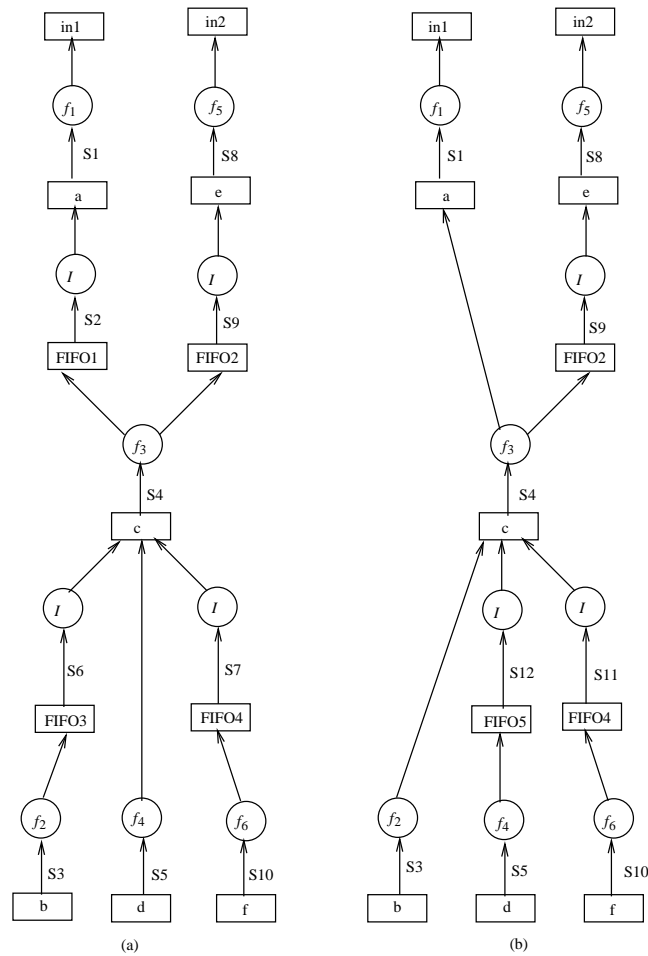 in1 in2 in1 in2
f1 f5 f1 f5
S1 S8 S1 S8
a e a e
I I I
S2 S9 S9
FIFO1 FIFO2 FIFO2
f3 f3
S4 S4
c c
I I I I
S6 S7 S12 S11
FIFO3 FIFO4 FIFO5 FIFO4
f2 f4 f6 f2 f4 f6
S3 S5 S10 S3 S5 S10
b d f b d f
(a) (b)